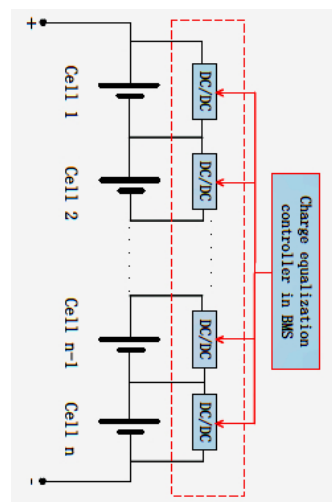 +
Cell 1
DC/DC
Cell 2
DC/DC
Charge equalization
controller in BMS
Cell n-1
DC/DC
Cell n
DC/DC
-